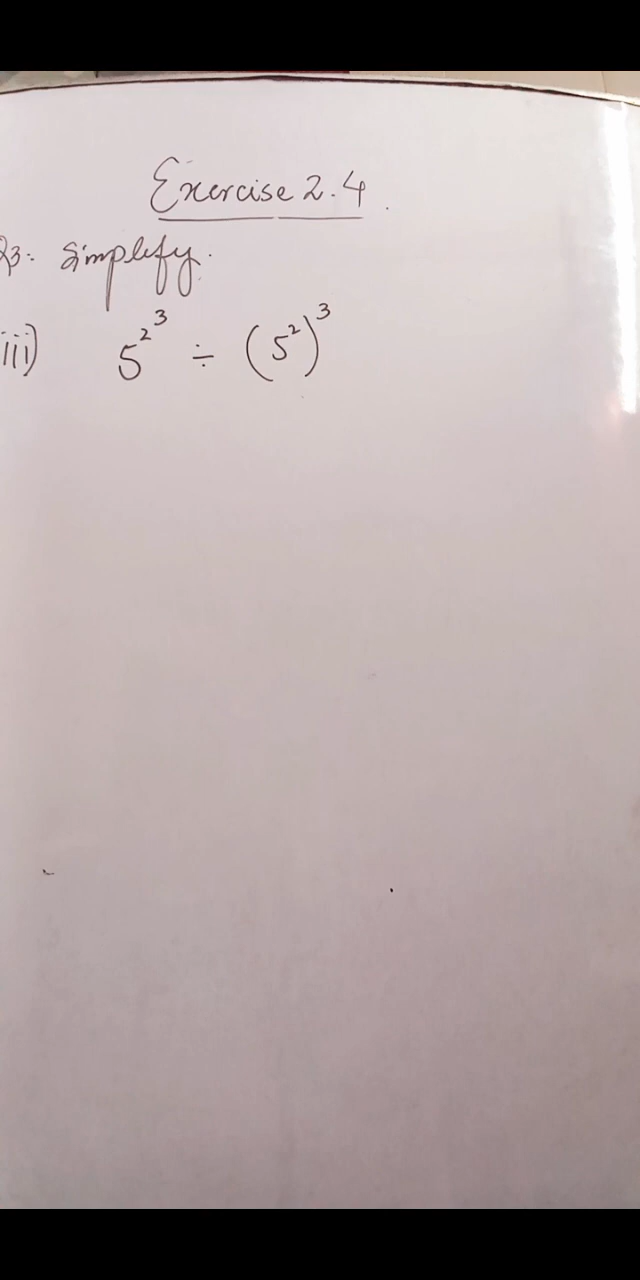 Exercise 2.4
Q3: Simplify.
iii) 5^2^3 ÷ (5^2)^3